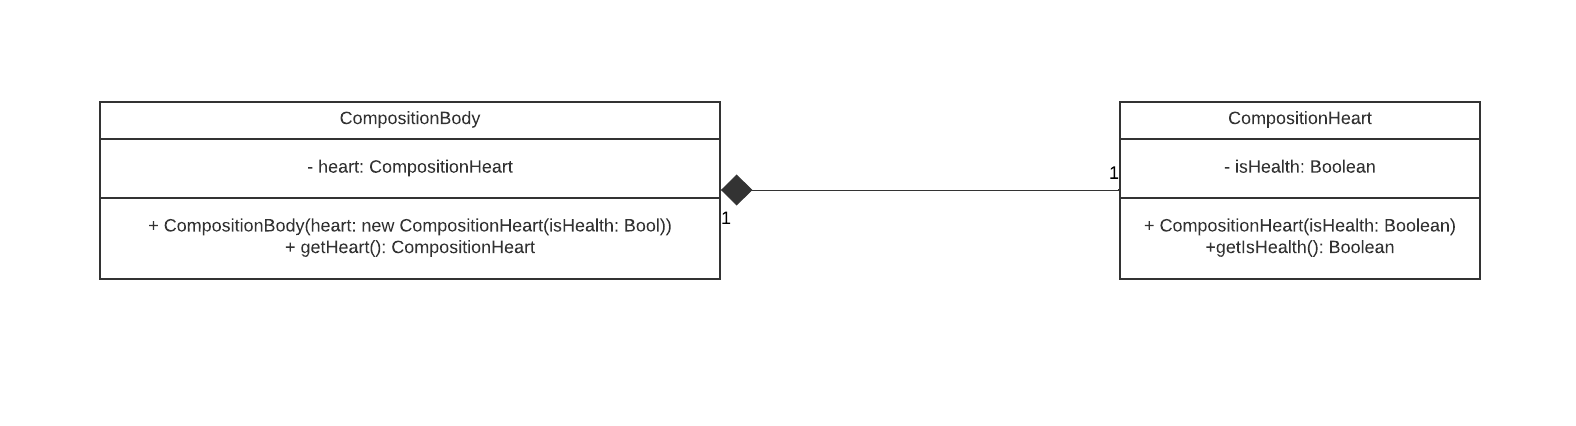 CompositionBody
- heart: CompositionHeart
+ CompositionBody(heart: new CompositionHeart(isHealth: Bool))
+ getHeart(): CompositionHeart
1
1
CompositionHeart
- isHealth: Boolean
+ CompositionHeart(isHealth: Boolean)
+getIsHealth(): Boolean